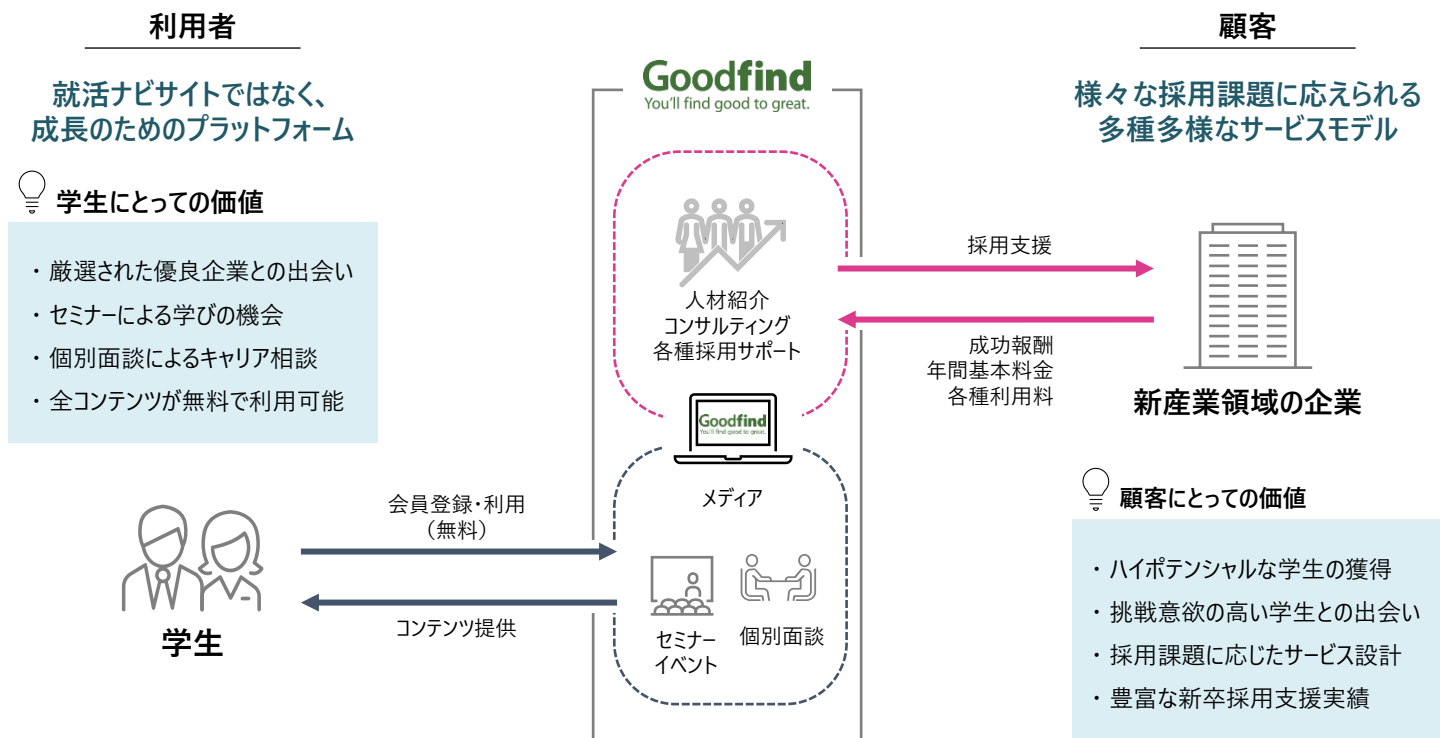 利用者
就活ナビサイトではなく、
成長のためのプラットフォーム
学生にとっての価値
・厳選された優良企業との出会い
・セミナーによる学びの機会
・個別面談によるキャリア相談
・全コンテンツが無料で利用可能
学生
会員登録・利用
(無料)
コンテンツ提供
Goodfind
You'll find good to great.
人材紹介
コンサルティング
各種採用サポート
Goodfind
You'll find good to great.
メディア
セミナー
イベント
個別面談
採用支援
成功報酬
年間基本料金
各種利用料
顧客
様々な採用課題に応えられる
多種多様なサービスモデル
新産業領域の企業
顧客にとっての価値
・ハイポテンシャルな学生の獲得
・挑戦意欲の高い学生との出会い
・採用課題に応じたサービス設計
・豊富な新卒採用支援実績